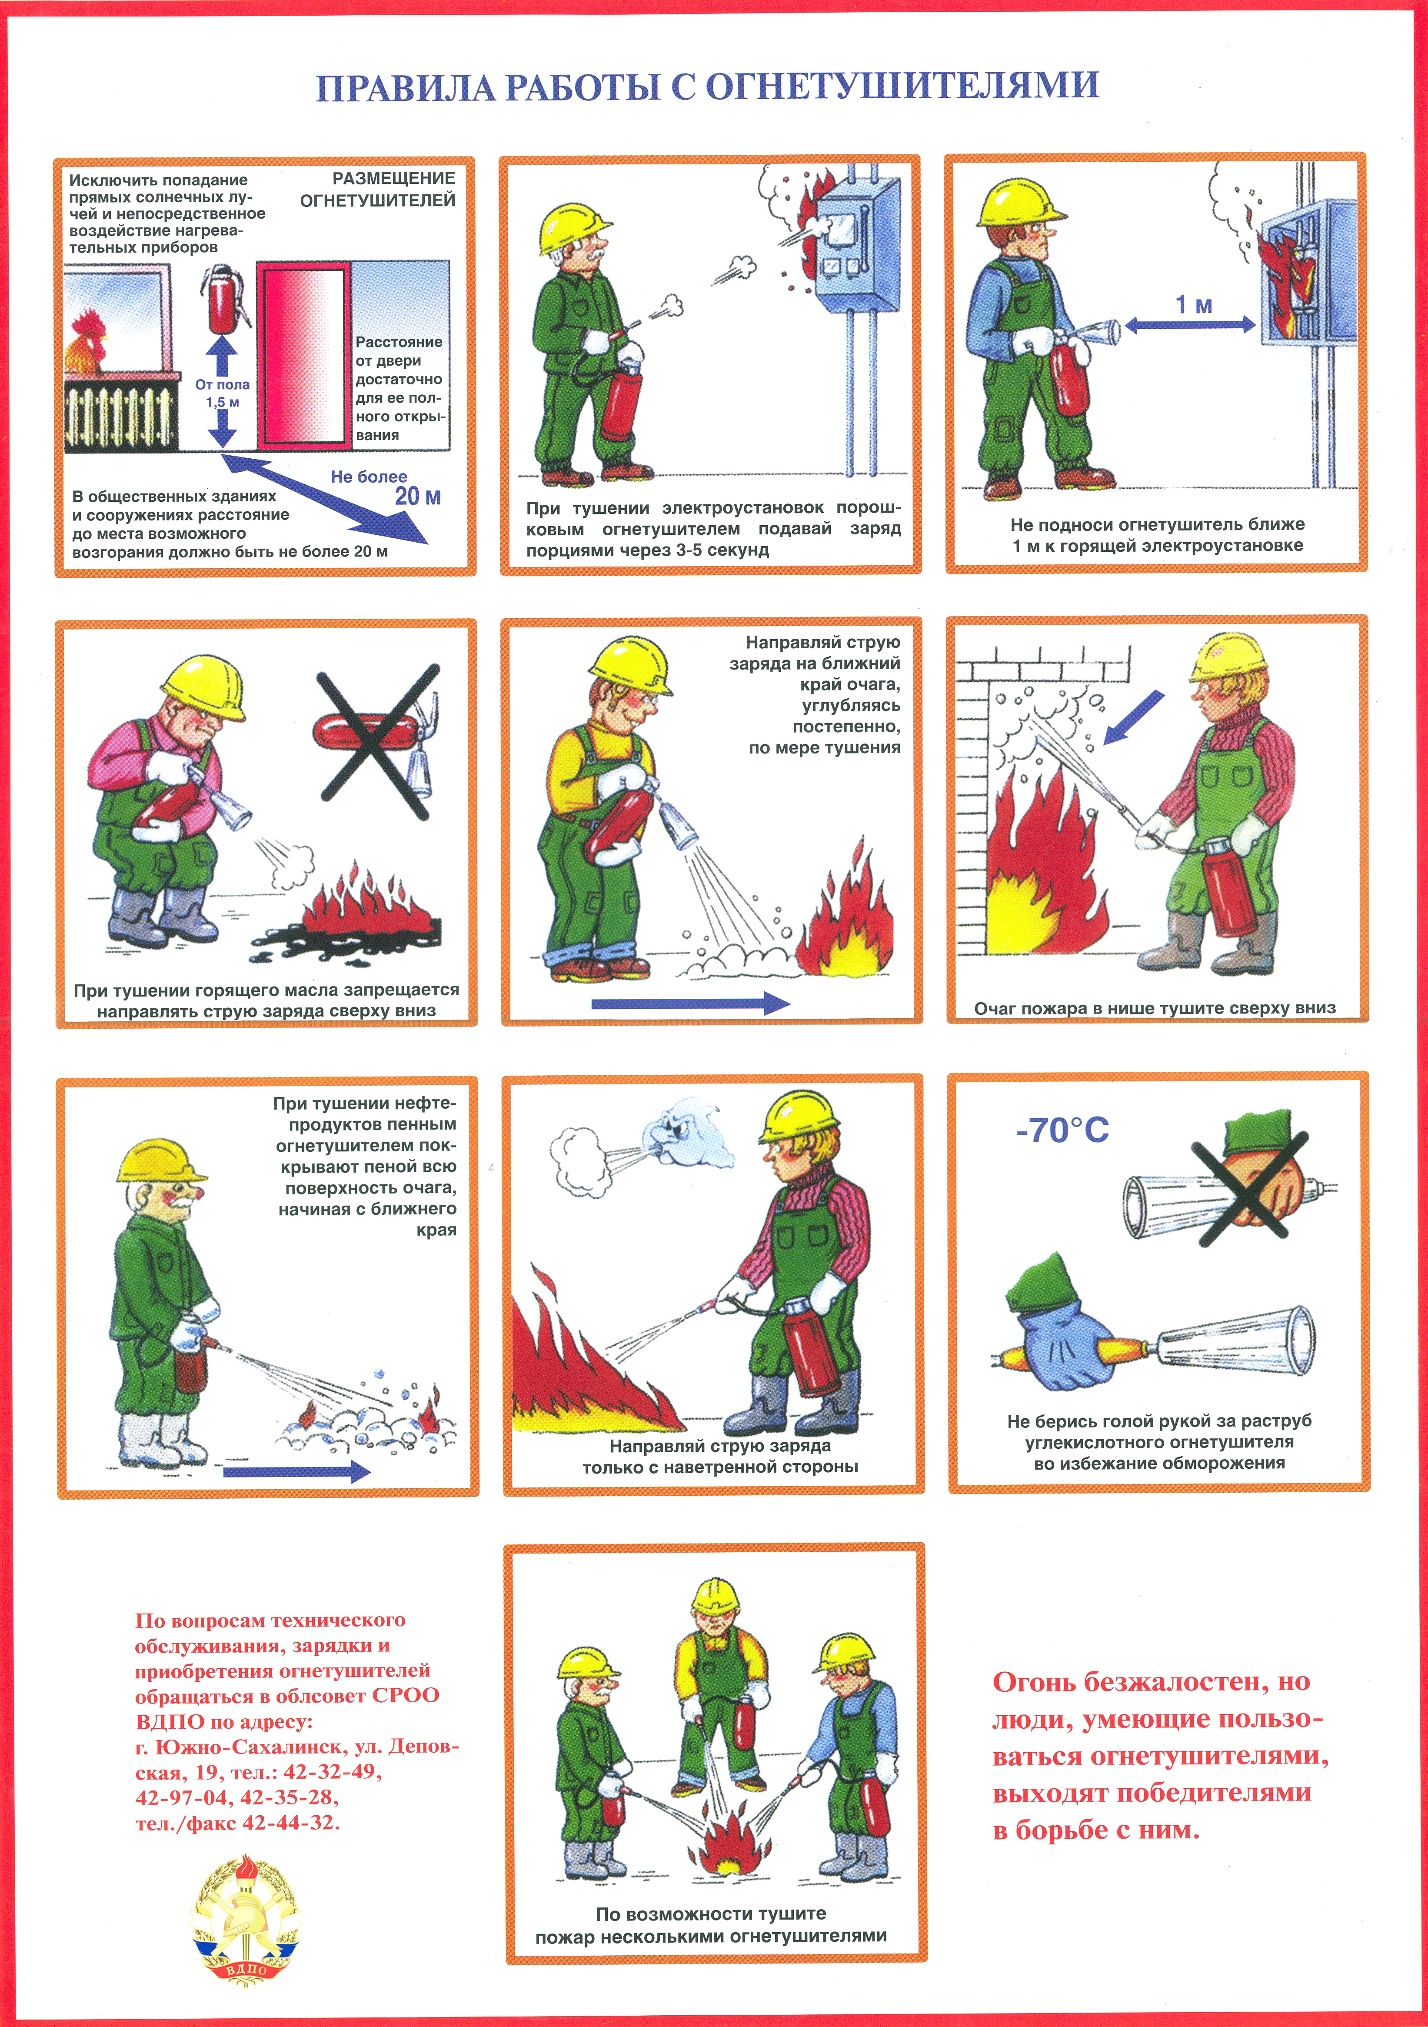 ПРАВИЛА РАБОТЫ С ОГНЕТУШИТЕЛЯМИ
Исключить попадание
прямых солнечных лу-
чей и непосредственное
воздействие нагрева-
тельных приборов
РАЗМЕЩЕНИЕ
ОГНЕТУШИТЕЛЕЙ
От пола
1,5 м
Расстояние
от двери
достаточно
для ее пол-
ного откры-
вания
Не более
20 м
В общественных зданиях
и сооружениях расстояние
до места возможного
возгорания должно быть не более 20 м
При тушении электроустановок порош-
ковым огнетушителем подавай заряд
порциями через 3-5 секунд
1 м
Не подноси огнетушитель ближе
1 м к горящей электроустановке
При тушении горящего масла запрещается
направлять струю заряда сверху вниз
Направляй струю
заряда на ближний
край очага,
углубляясь
постепенно,
по мере тушения
Очаг пожара в нише тушите сверху вниз
При тушении нефте-
продуктов пенным
огнетушителем пок-
крывают пеной всю
поверхность очага,
начиная с ближнего
края
Направляй струю заряда
только с наветренной стороны
-70°С
Не берись голой рукой за раструб
углекислотного огнетушителя
во избежание обморожения
По вопросам технического
обслуживания, зарядки и
приобретения огнетушителей
обращаться в облсовет СРОО
ВДПО по адресу:
г. Южно-Сахалинск, ул. Депов-
ская, 19, тел.: 42-32-49,
42-97-04, 42-35-28,
тел./факс 42-44-32.
ВДПО
По возможности тушите
пожар несколькими огнетушителями
Огонь безжалостен, но
люди, умеющие пользо-
ваться огнетушителями,
выходят победителями
в борьбе с ним.